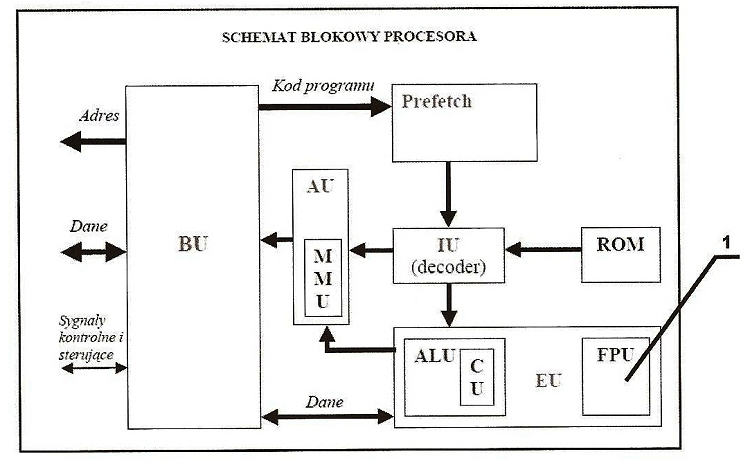 SCHEMAT BLOKOWY PROCESORA
Kod programu
Prefetch
Adres
AU
Dane
BU
IU
(decoder)
ROM
1
M
M
U
Sygnały
kontrolne i
sterujące
ALU
C
U
EU
FPU
Dane